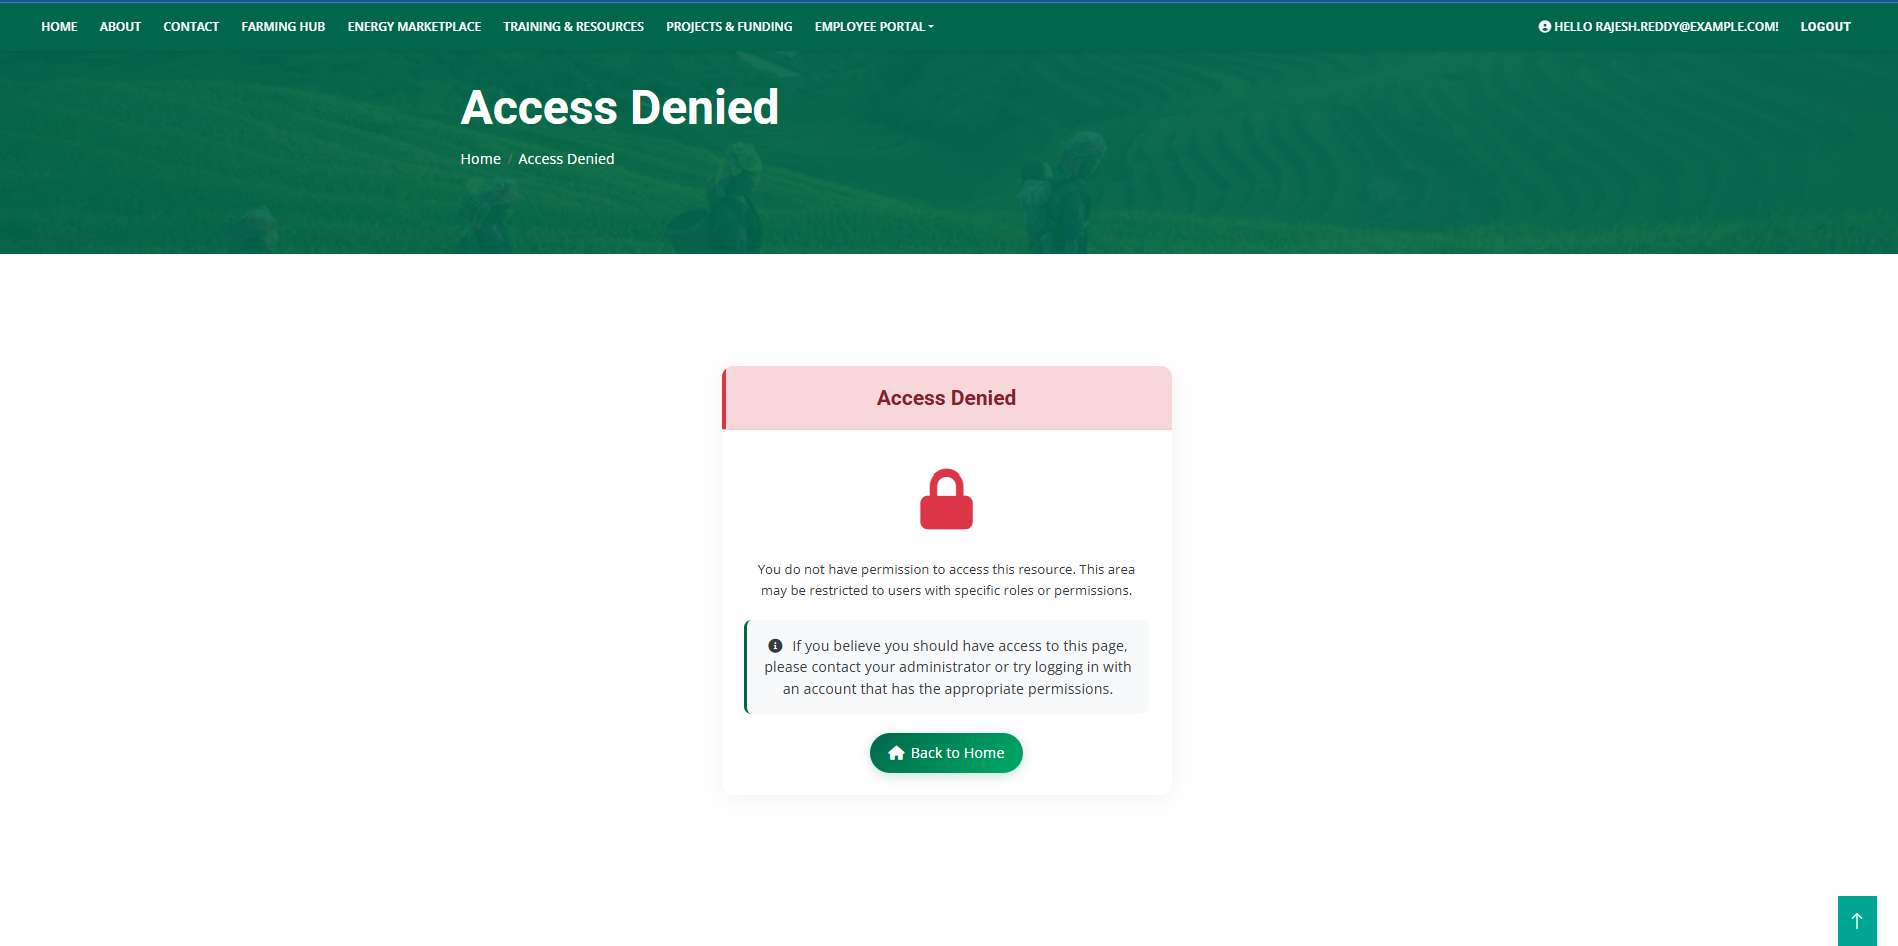 HOME ABOUT CONTACT FARMING HUB ENERGY MARKETPLACE TRAINING & RESOURCES PROJECTS & FUNDING EMPLOYEE PORTAL HELLO RAJESH.REDDY@EXAMPLE.COM! LOGOUT
Access Denied
Home / Access Denied
Access Denied
You do not have permission to access this resource. This area
may be restricted to users with specific roles or permissions.
If you believe you should have access to this page,
please contact your administrator or try logging in with
an account that has the appropriate permissions.
Back to Home